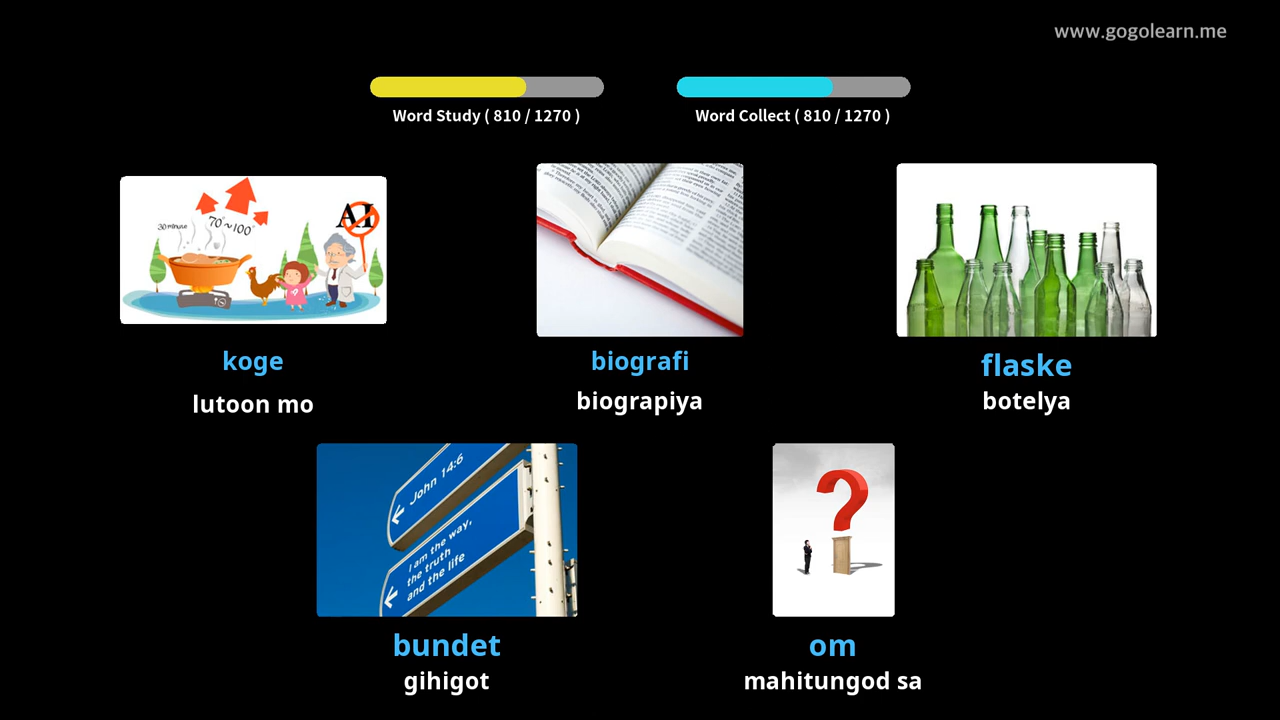 www.gogolearn.me
Word Study ( 810 / 1270 )
Word Collect ( 810 / 1270 )
30 minute
70°~100°
AI
koge
lutoon mo
biografi
biograpiya
flaske
botelya
John 14:6
I am the way,
the truth
and the life
bundet
gihigot
?
om
mahitungod sa